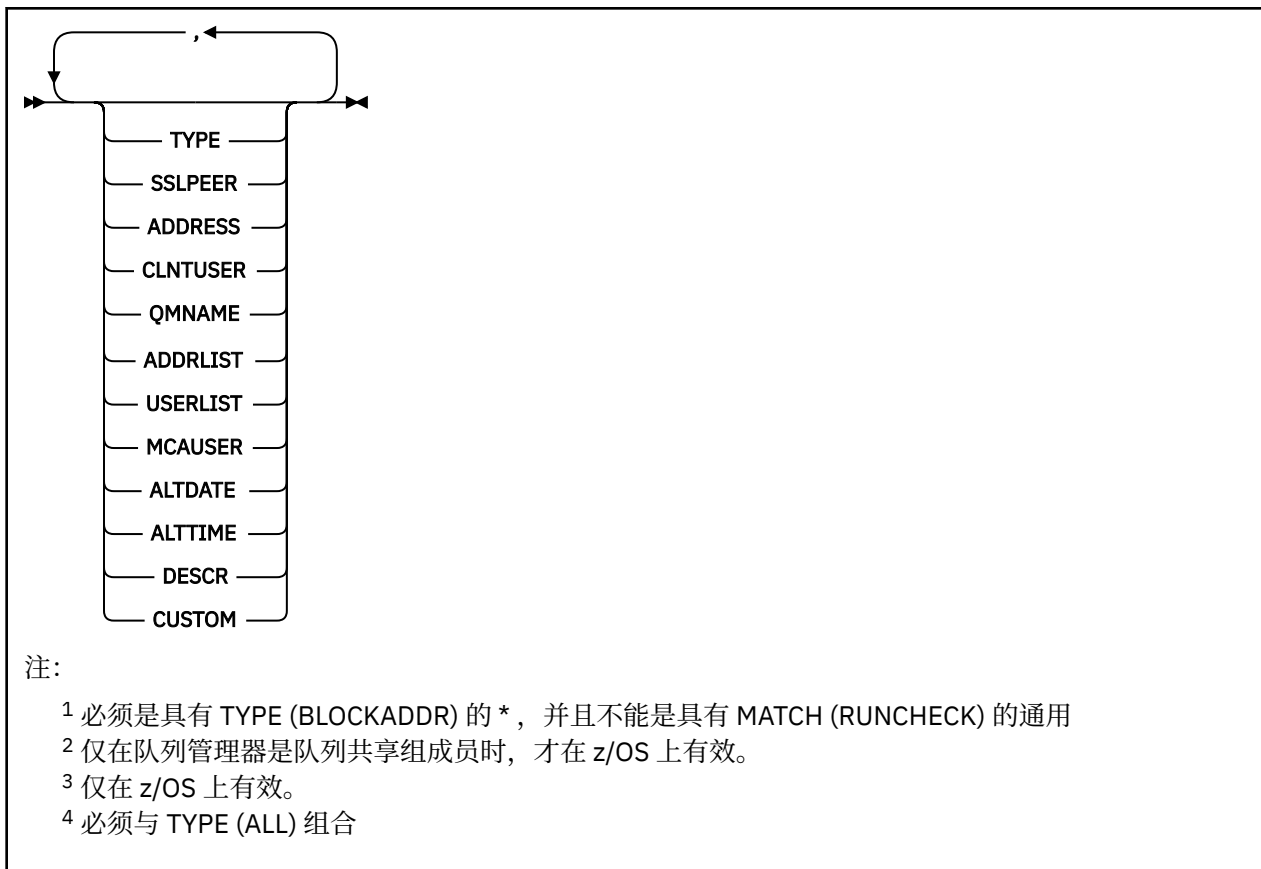 ,
TYPE
SSLPEER
ADDRESS
CLNTUSER
QMNAME
ADDRLIST
USERLIST
MCAUSER
ALTDATE
ALTTIME
DESCR
CUSTOM
注：
1 必须是具有 TYPE (BLOCKADDR) 的 * ，并且不能是具有 MATCH (RUNCHECK) 的通用
2 仅在队列管理器是队列共享组成员时，才在 z/OS 上有效。
3 仅在 z/OS 上有效。
4 必须与 TYPE (ALL) 组合